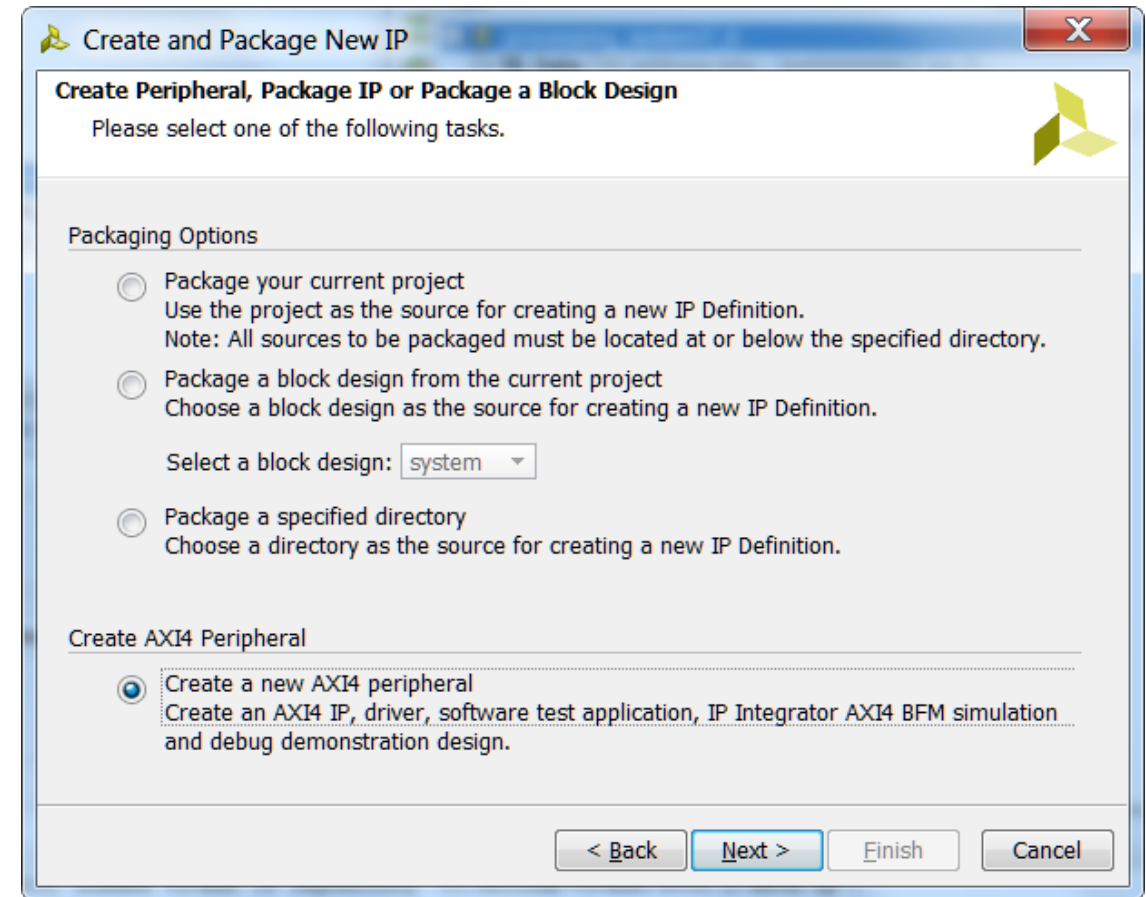 Create and Package New IP
X
Create Peripheral, Package IP or Package a Block Design
Please select one of the following tasks.
Packaging Options
Package your current project
Use the project as the source for creating a new IP Definition.
Note: All sources to be packaged must be located at or below the specified directory.
Package a block design from the current project
Choose a block design as the source for creating a new IP Definition.
Select a block design: system
Package a specified directory
Choose a directory as the source for creating a new IP Definition.
Create AXI4 Peripheral
Create a new AXI4 peripheral
Create an AXI4 IP, driver, software test application, IP Integrator AXI4 BFM simulation
and debug demonstration design.
< Back Next > Finish Cancel